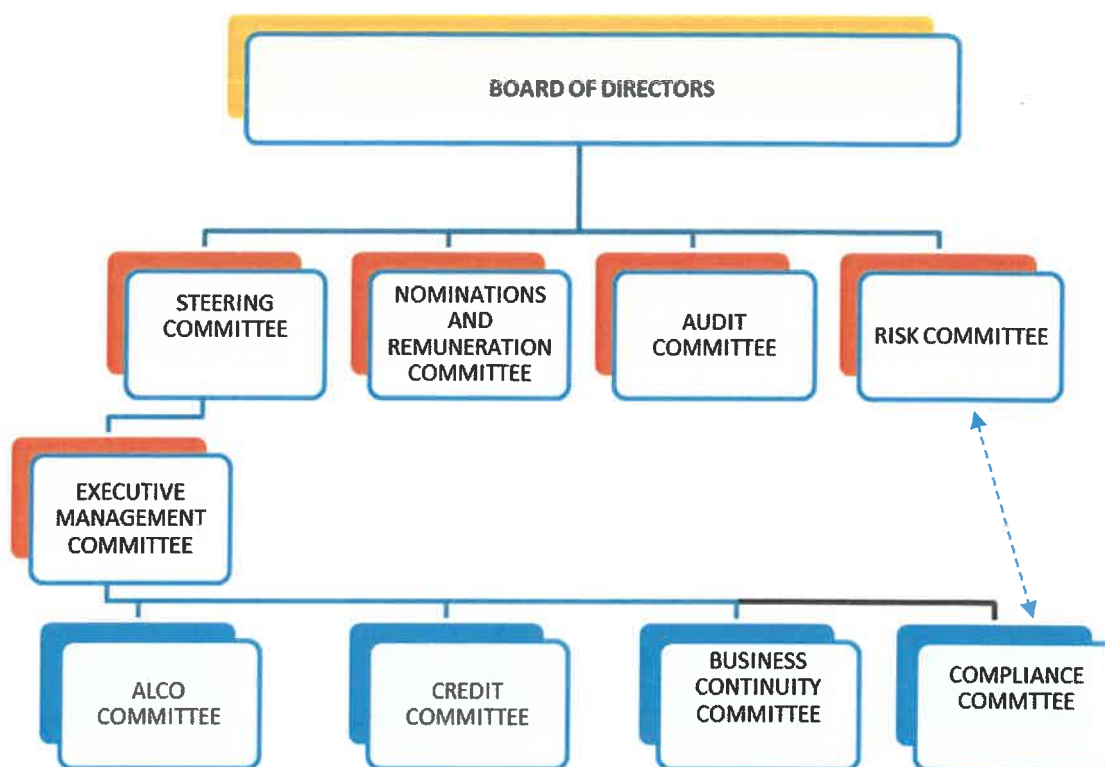 BOARD OF DIRECTORS
STEERING
COMMITTEE
NOMINATIONS
AND
REMUNERATION
COMMITTEE
AUDIT
COMMITTEE
RISK COMMITTEE
EXECUTIVE
MANAGEMENT
COMMITTEE
ALCO
COMMITTEE
CREDIT
COMMITTEE
BUSINESS
CONTINUITY
COMMITTEE
COMPLIANCE
COMMTTEE